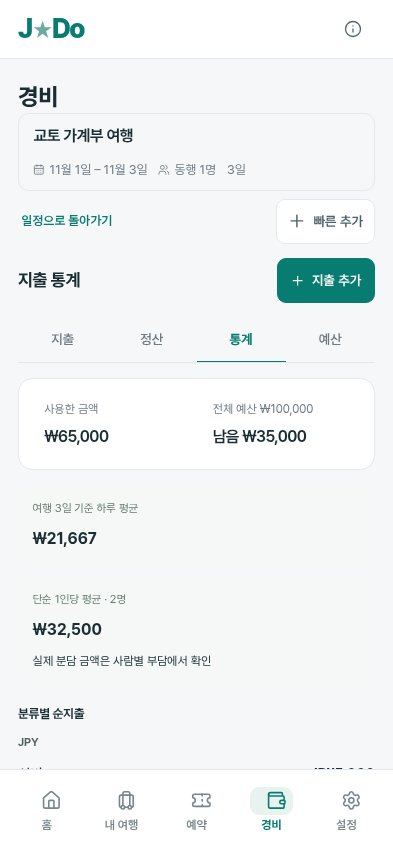 J★Do
경비
교토 가계부 여행
11월 1일 – 11월 3일 동행 1명 3일
일정으로 돌아가기
빠른 추가
지출 통계
지출 추가
지출 정산 통계 예산
사용한 금액
₩65,000
전체 예산 ₩100,000
남음 ₩35,000
여행 3일 기준 하루 평균
₩21,667
단순 1인당 평균 · 2명
₩32,500
실제 분담 금액은 사람별 부담에서 확인
분류별 순지출
JPY
홈 내 여행 예약 경비 설정